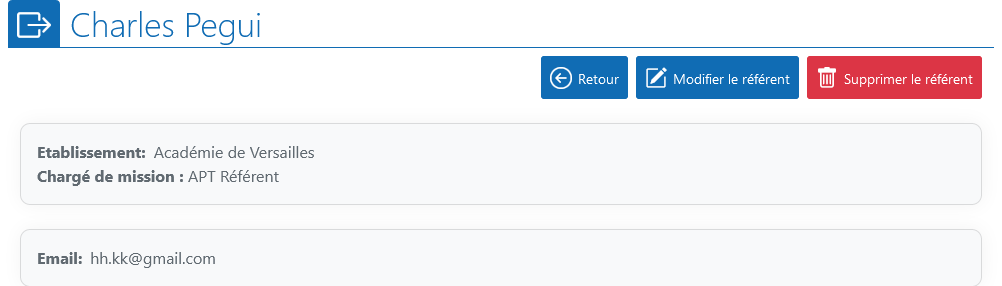 Charles Pegui
Retour
Modifier le référent
Supprimer le référent
Etablissement: Académie de Versailles
Chargé de mission : APT Référent
Email: hh.kk@gmail.com